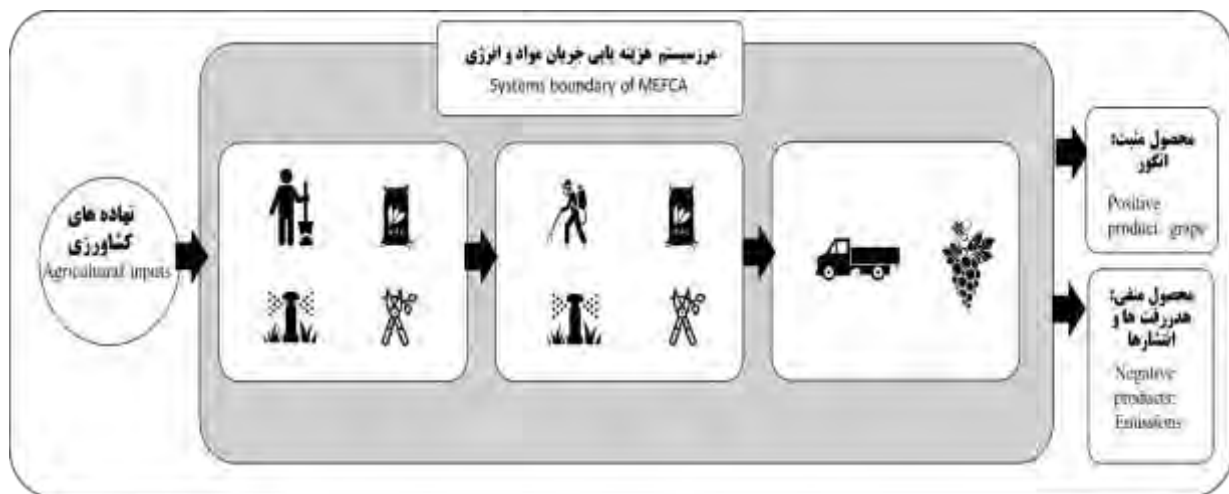 مرزسیستم هزینه یابی جریان مواد و انرژی
Systems boundary of MEFCA
نهاده های
کشاورزی
Agricultural inputs
محصول مثبت:
انگور
Positive
product: grape
محصول منفی:
هدررفت ها و
انتشارها
Negative
products:
Emissions